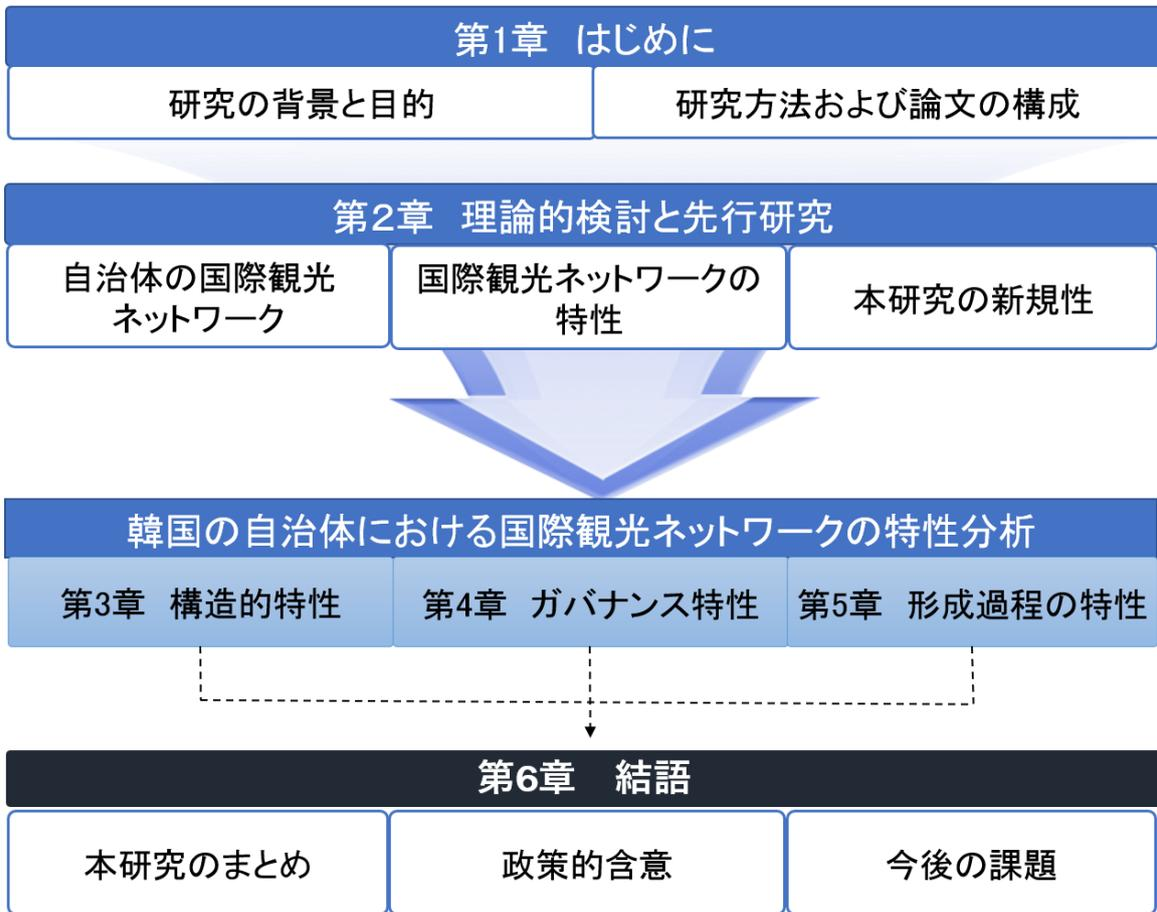 第1章　はじめに
研究の背景と目的
研究方法および論文の構成
第２章　理論的検討と先行研究
自治体の国際観光
ネットワーク
国際観光ネットワークの
特性
本研究の新規性
韓国の自治体における国際観光ネットワークの特性分析
第3章　構造的特性
第4章　ガバナンス特性
第5章　形成過程の特性
第6章　結語
本研究のまとめ
政策的含意
今後の課題